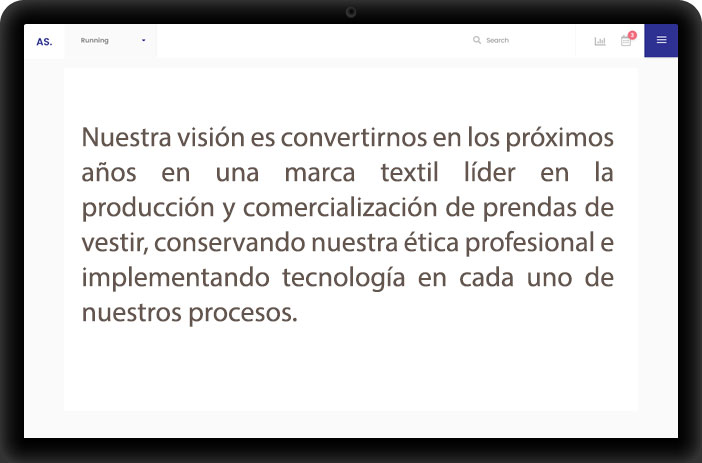 AS.
Running
Search
3
Nuestra visión es convertirnos en los próximos
años en una marca textil líder en la
producción y comercialización de prendas de
vestir, conservando nuestra ética profesional e
implementando tecnología en cada uno de
nuestros procesos.